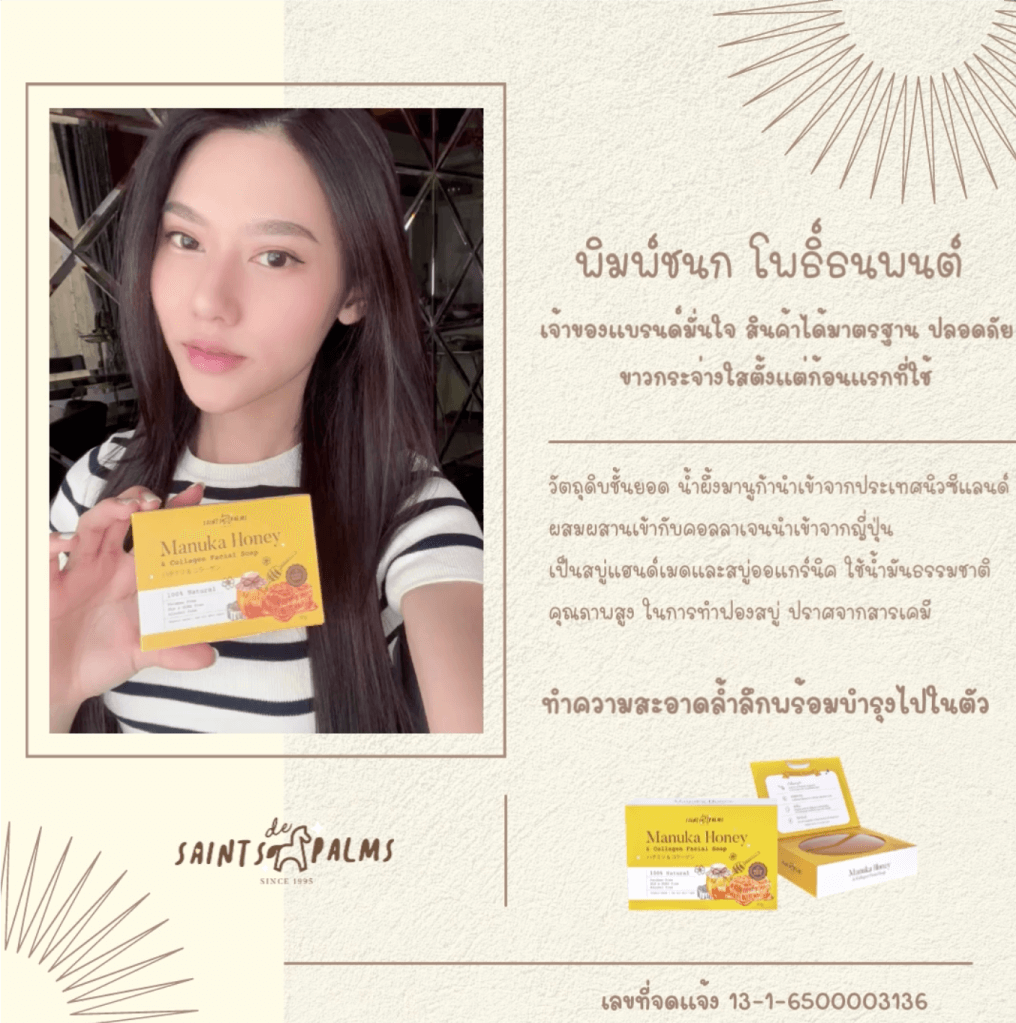 พิมพ์ชนก โพธิ์ธนพนต์
เจ้าของแบรนด์มั่นใจ สินค้าได้มาตรฐาน ปลอดภัย
ขาวกระจ่างใสตั้งแต่ก้อนแรกที่ใช้
วัตถุดิบชั้นยอด น้ำผึ้งมานูก้านำเข้าจากประเทศนิวซีแลนด์
ผสมผสานเข้ากับคอลลาเจนนำเข้าจากญี่ปุ่น
เป็นสบู่แฮนด์เมดและสบู่ออแกร์นิค ใช้น้ำมันธรรมชาติ
คุณภาพสูง ในการทำฟองสบู่ ปราศจากสารเคมี
ทำความสะอาดล้ำลึกพร้อมบำรุงไปในตัว
Manuka Honey
& Collagen Facial Soap
100% Natural
de
SAINTS PALMS
SINCE 1095
Manuka Honey
& Collagen Facial Soap
100% Natural
Manuka Honey
& Collagen Facial Soap
เลขที่จดแจ้ง 13-1-6500003136